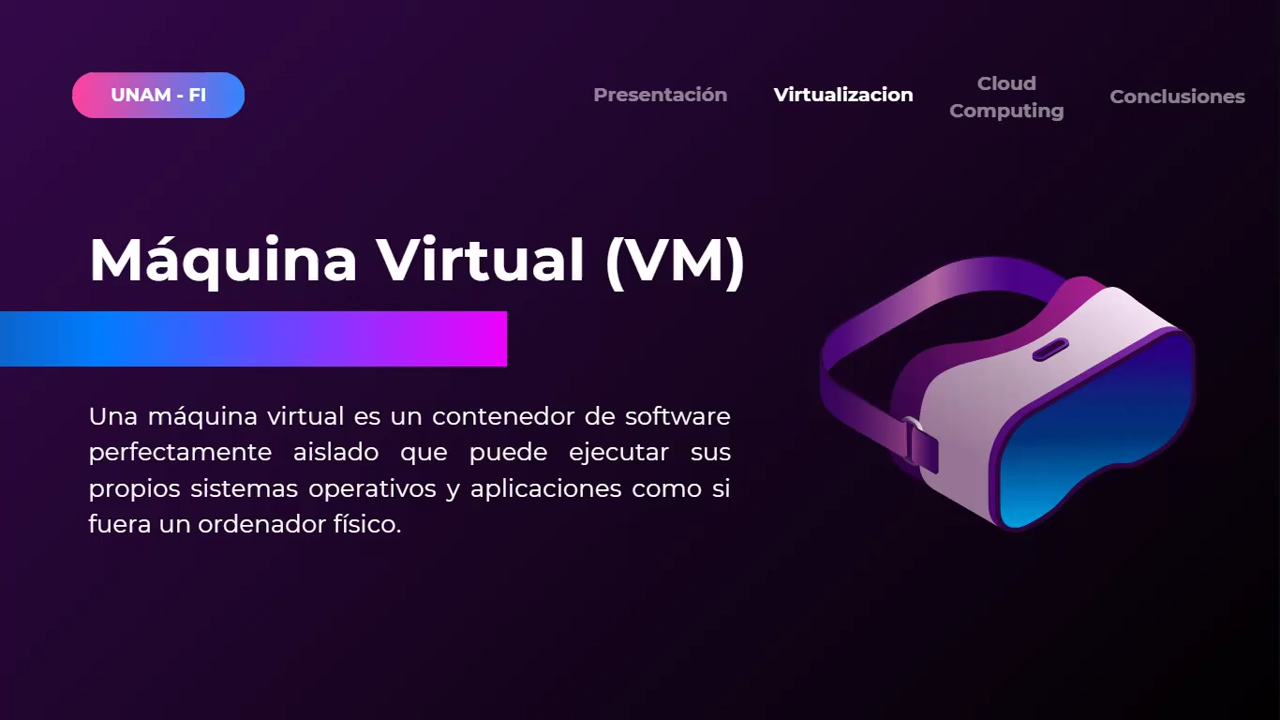 UNAM - FI
Presentación
Virtualizacion
Cloud
Computing
Conclusiones
Máquina Virtual (VM)
Una máquina virtual es un contenedor de software
perfectamente aislado que puede ejecutar sus
propios sistemas operativos y aplicaciones como si
fuera un ordenador físico.